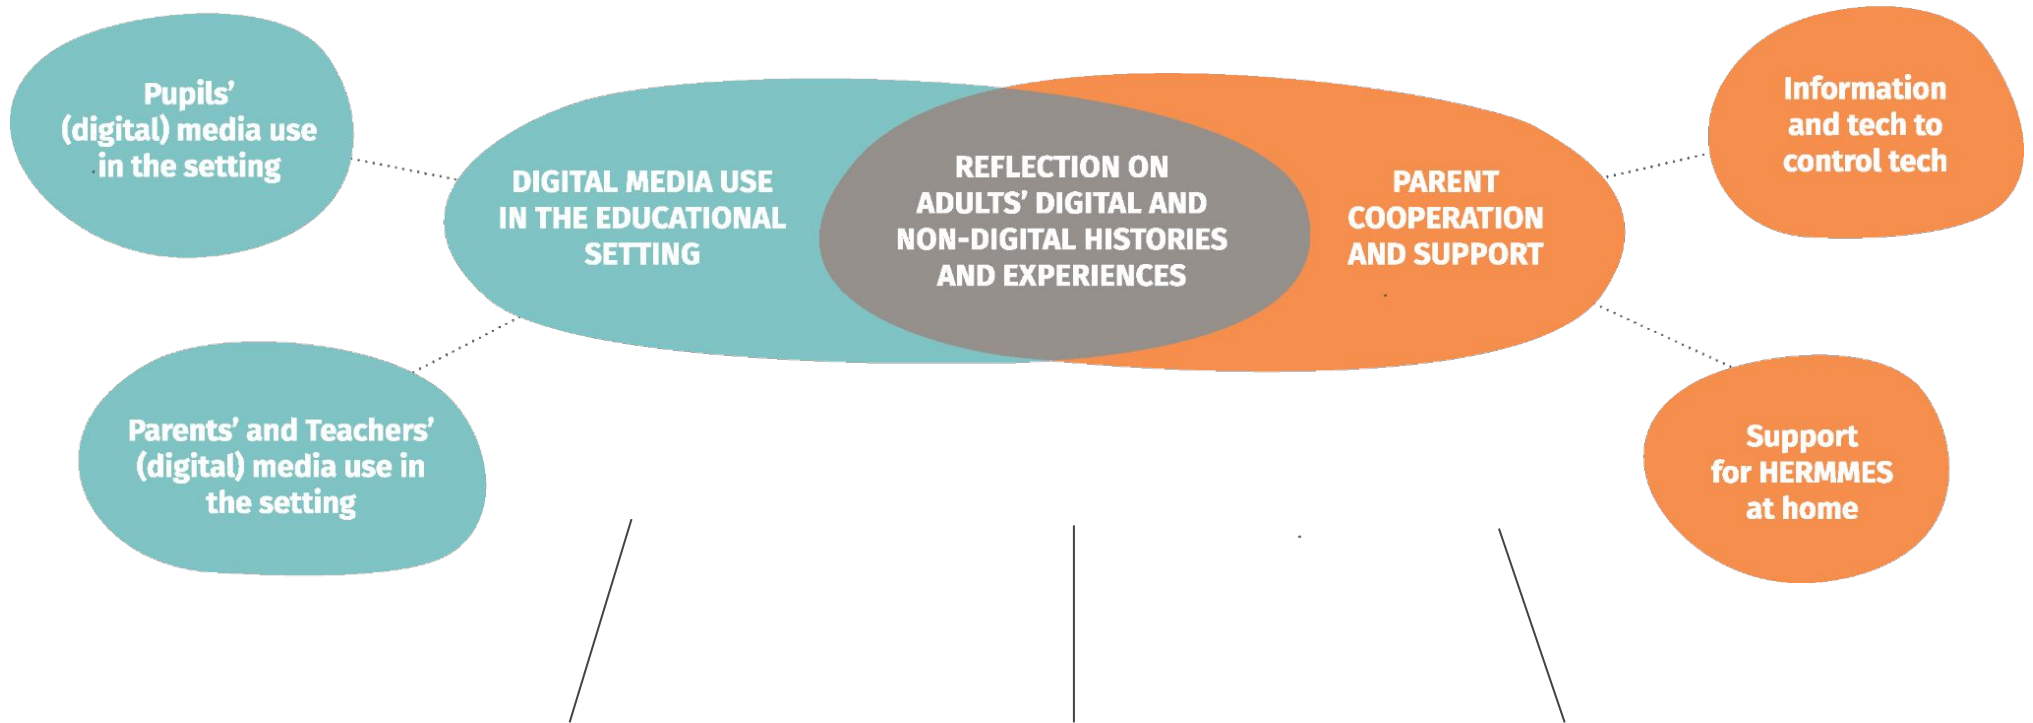 Pupils’
(digital) media use
in the setting
DIGITAL MEDIA USE
IN THE EDUCATIONAL
SETTING
REFLECTION ON
ADULTS’ DIGITAL AND
NON-DIGITAL HISTORIES
AND EXPERIENCES
PARENT
COOPERATION
AND SUPPORT
Information
and tech to
control tech
Parents’ and Teachers’
(digital) media use in
the setting
Support
for HERMMES
at home